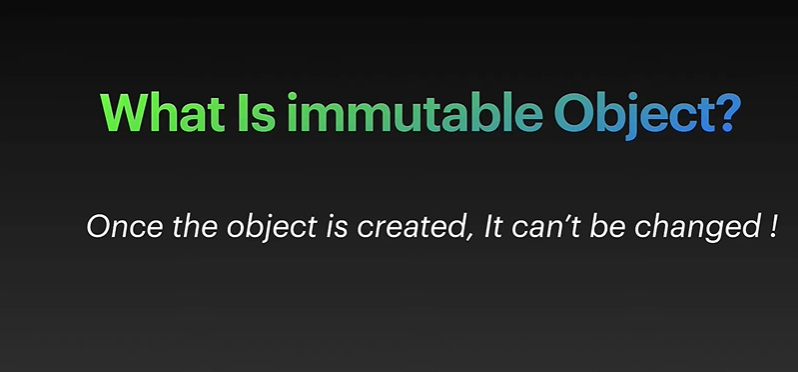 What Is immutable Object?
Once the object is created, It can't be changed !